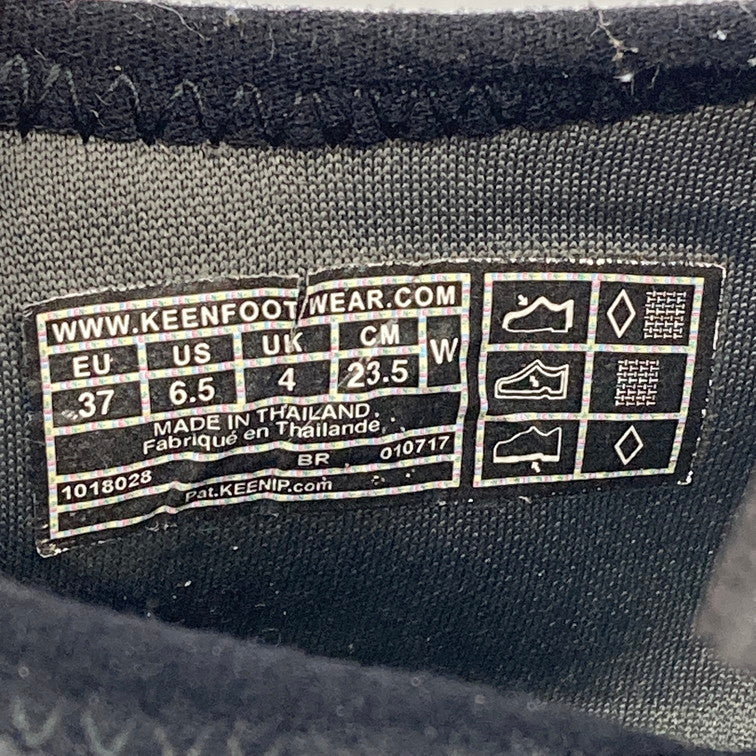 WWW.KEENFOOTWEAR.COM
EU US UK CM W
37 6.5 4 23.5
MADE IN THAILAND.
Fabriqué en Thaïlande,
1018028 BR 010717
Pat.KEENIP.com